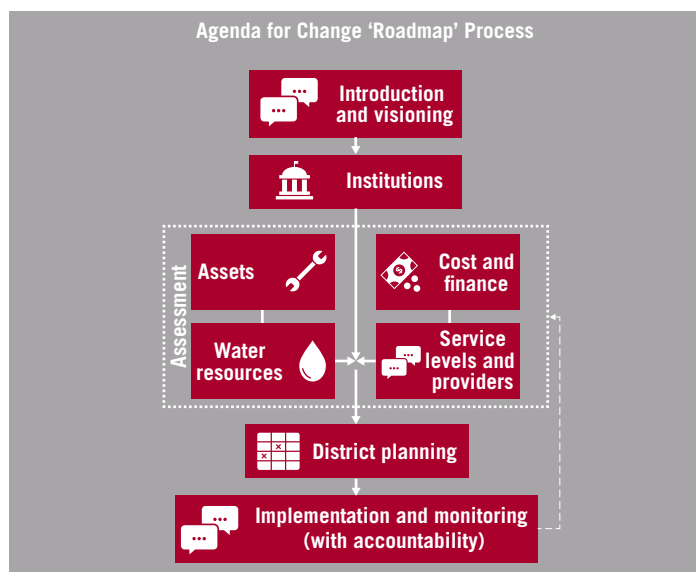 Agenda for Change ‘Roadmap’ Process
Introduction
and visioning
Institutions
Assessment
Assets
Cost and
finance
Water
resources
Service
levels and
providers
District planning
Implementation and monitoring
(with accountability)